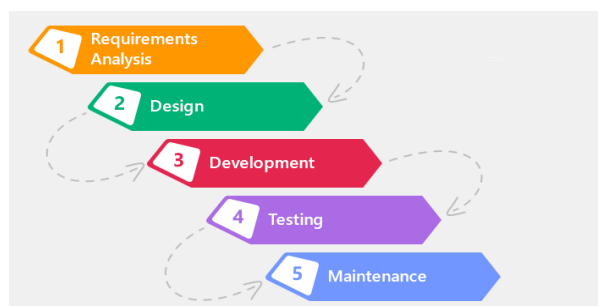 1
Requirements
Analysis
2
Design
3
Development
4
Testing
5
Maintenance